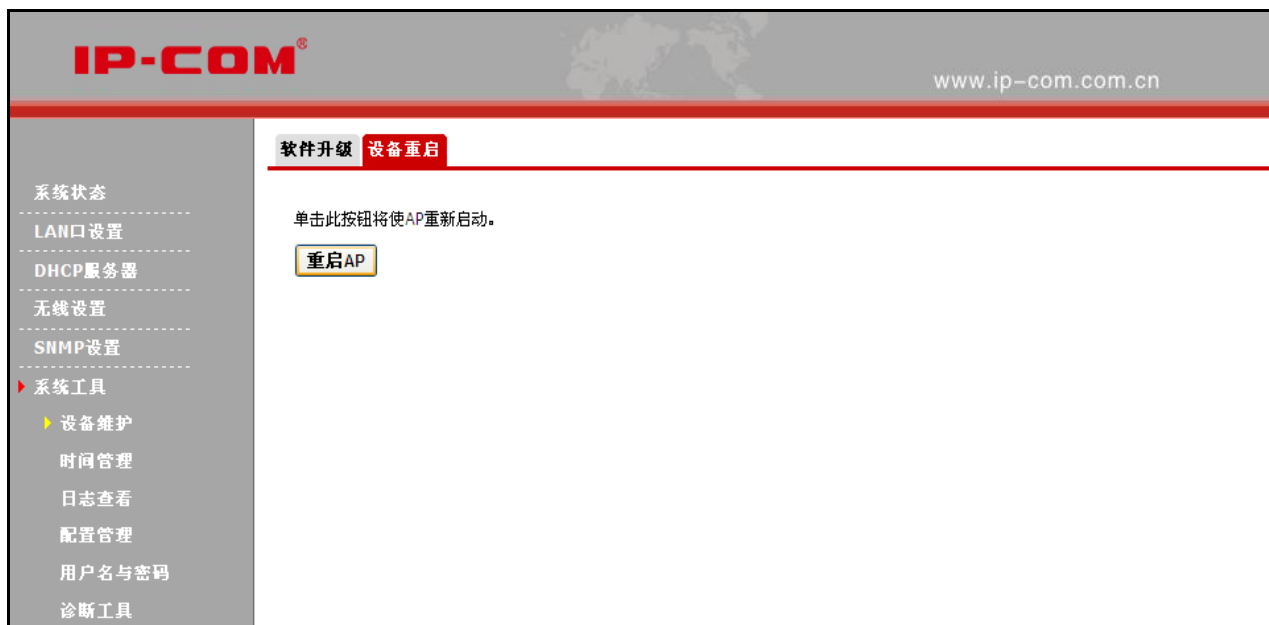 IP-COM®
www.ip-com.com.cn
软件升级 设备重启
系统状态
LAN口设置
DHCP服务器
无线设置
SNMP设置
系统工具
设备维护
时间管理
日志查看
配置管理
用户名与密码
诊断工具
单击此按钮将使AP重新启动。
重启AP